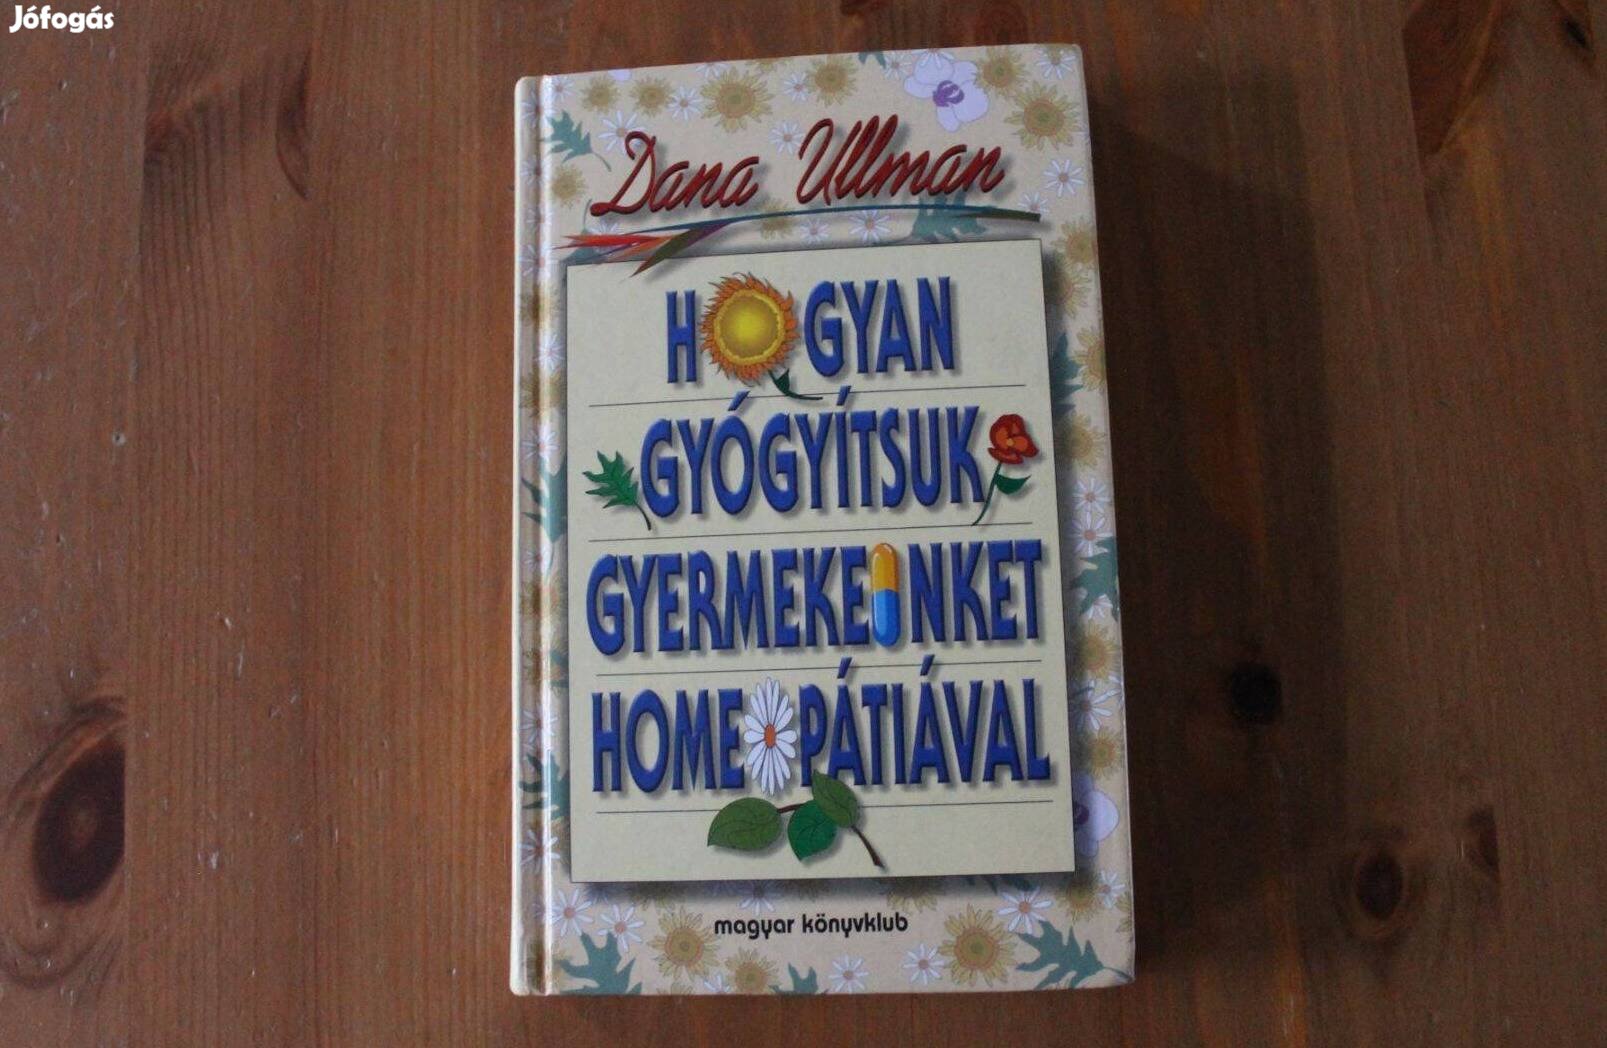 Jófogás
Dana Ullman
HOGYAN
GYÓGYÍTSUK
GYERMEKEINKET
HOMEOPÁTIÁVAL
magyar könyvklub